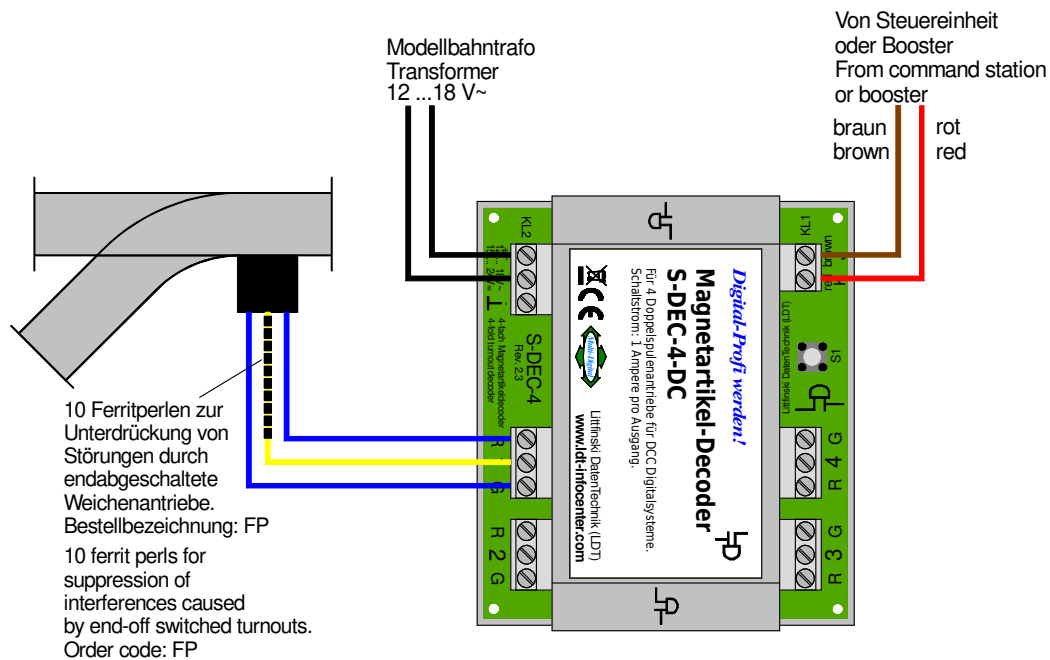 Modellbahntrafo
Transformer
12 ...18 V~
Von Steuereinheit
oder Booster
From command station
or booster
braun
brown
rot
red
10 Ferritperlen zur
Unterdrückung von
Störungen durch
endabgeschaltete
Weichenantriebe.
Bestellbezeichnung: FP
10 ferrit perls for
suppression of
interferences caused
by end-off switched turnouts.
Order code: FP
KL2
S-DEC-4
Rev. 2.3
4-fach Magnetartikeldecoder
4-fold turnout decoder
R
G
R
2
G
Digital-Profi werden!
Magnetartikel-Decoder
S-DEC-4-DC
Für 4 Doppelspulenantriebe für DCC Digitalsysteme.
Schaltstrom: 1 Ampere pro Ausgang.
CE
Multi-Digital
Littfinski DatenTechnik (LDT)
www.ldt-infocenter.com
KL1
brown
S1
Littfinski DatenTechnik (LDT)
G
4
R
G
3
R